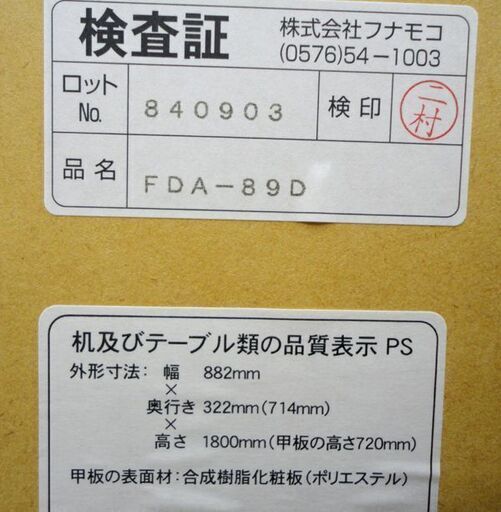 検査証
株式会社フナモコ
(0576)54-1003
ロット No.
840903
検印
二村
品名
FDA-89D
机及びテーブル類の品質表示 PS
外形寸法: 幅 882mm
×
奥行き 322mm(714mm)
×
高さ 1800mm(甲板の高さ720mm)
甲板の表面材:合成樹脂化粧板(ポリエステル)